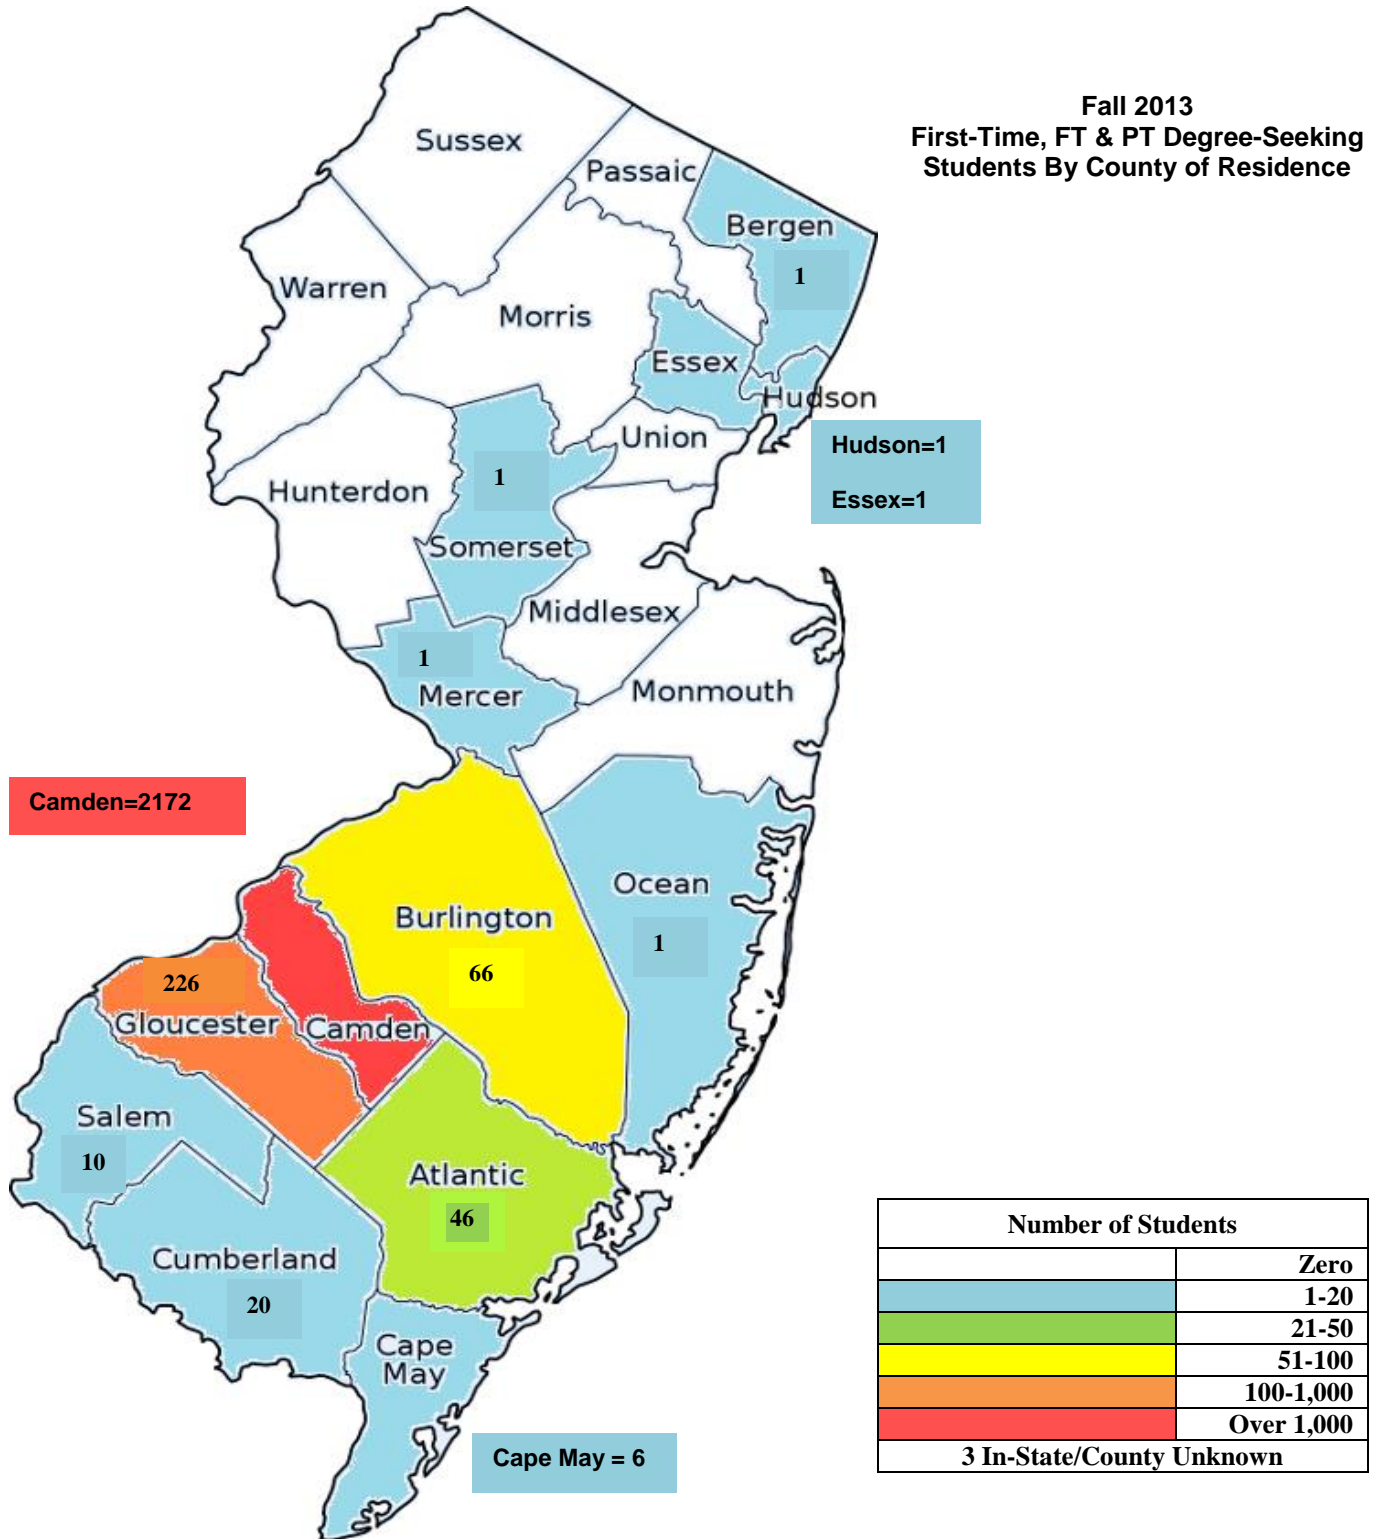 Fall 2013
First-Time, FT & PT Degree-Seeking
Students By County of Residence
Sussex
Passaic
Bergen
1
Warren
Morris
Essex
Hudson
Union
Hudson=1
Essex=1
1
Hunterdon
Somerset
Middlesex
1
Mercer
Monmouth
Camden=2172
Ocean
1
Burlington
66
226
Gloucester
Camden
Salem
10
Atlantic
46
Cumberland
20
Cape
May
Cape May = 6
Number of Students
Zero
1-20
21-50
51-100
100-1,000
Over 1,000
3 In-State/County Unknown